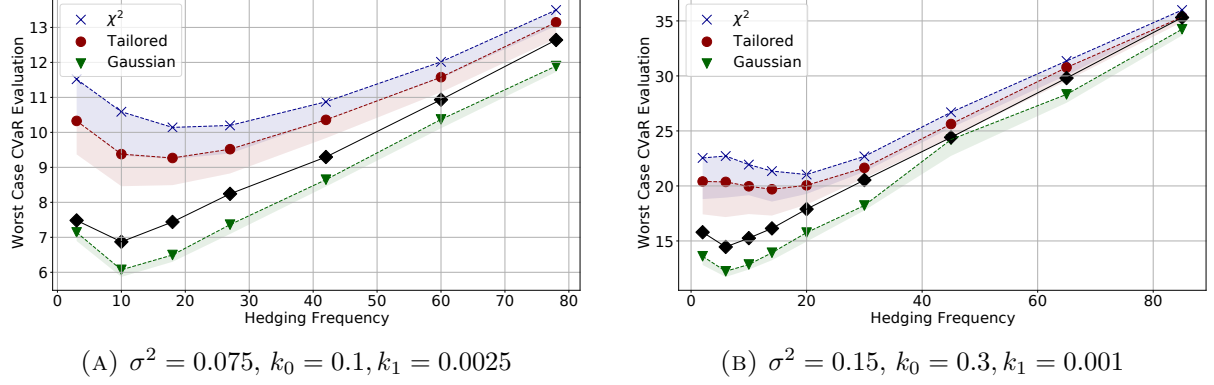 13
12
11
10
9
8
7
6
0 10 20 30 40 50 60 70 80
Worst Case CVaR Evaluation
Hedging Frequency
χ²
Tailored
Gaussian
(A) σ² = 0.075, k₀ = 0.1, k₁ = 0.0025
35
30
25
20
15
0 20 40 60 80
Worst Case CVaR Evaluation
Hedging Frequency
χ²
Tailored
Gaussian
(B) σ² = 0.15, k₀ = 0.3, k₁ = 0.001